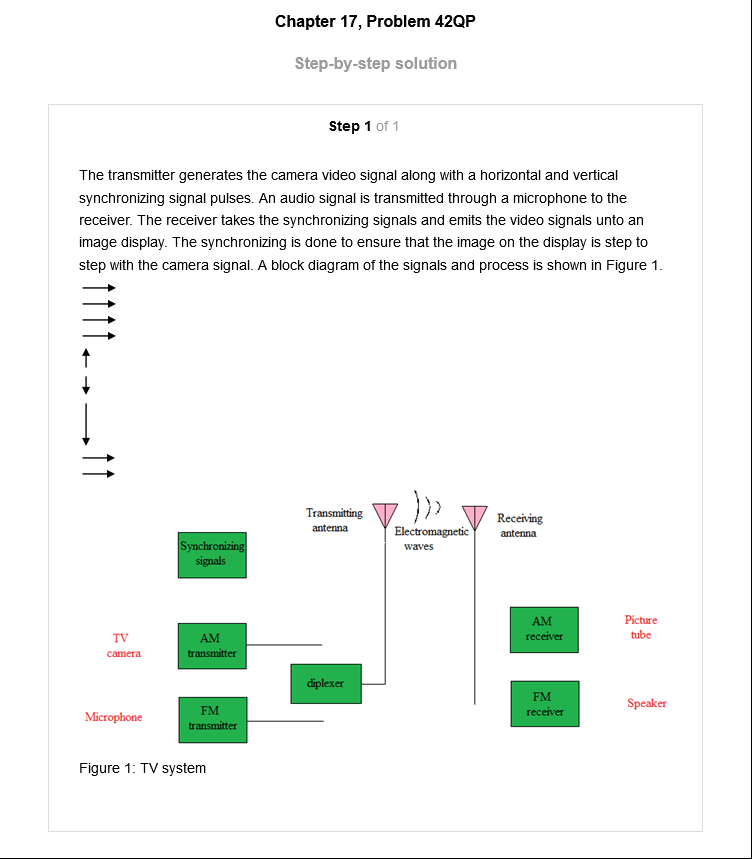 Chapter 17, Problem 42QP
Step-by-step solution
Step 1 of 1
The transmitter generates the camera video signal along with a horizontal and vertical
synchronizing signal pulses. An audio signal is transmitted through a microphone to the
receiver. The receiver takes the synchronizing signals and emits the video signals unto an
image display. The synchronizing is done to ensure that the image on the display is step to
step with the camera signal. A block diagram of the signals and process is shown in Figure 1.
Transmitting
antenna
Electromagnetic
waves
Receiving
antenna
Synchronizing
signals
TV
camera
AM
transmitter
diplexer
Microphone
FM
transmitter
AM
receiver
Picture
tube
FM
receiver
Speaker
Figure 1: TV system